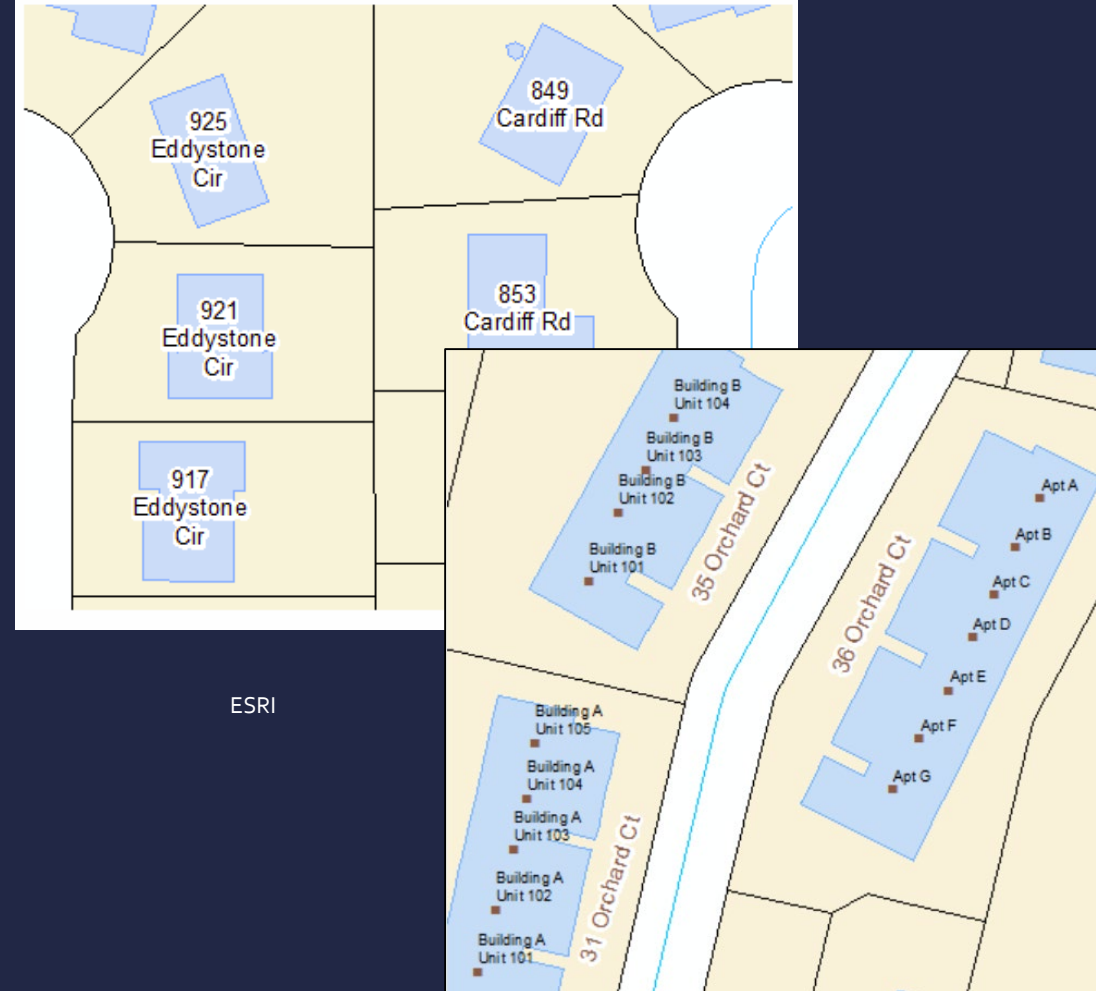 925
Eddystone
Cir
849
Cardiff Rd
921
Eddystone
Cir
853
Cardiff Rd
917
Eddystone
Cir
ESRI
Building B
Unit 104
Building B
Unit 103
Building B
Unit 102
Building B
Unit 101
35 Orchard Ct
36 Orchard Ct
Apt A
Apt B
Apt C
Apt D
Apt E
Apt F
Apt G
Building A
Unit 105
Building A
Unit 104
Building A
Unit 103
Building A
Unit 102
Building A
Unit 101
31 Orchard Ct